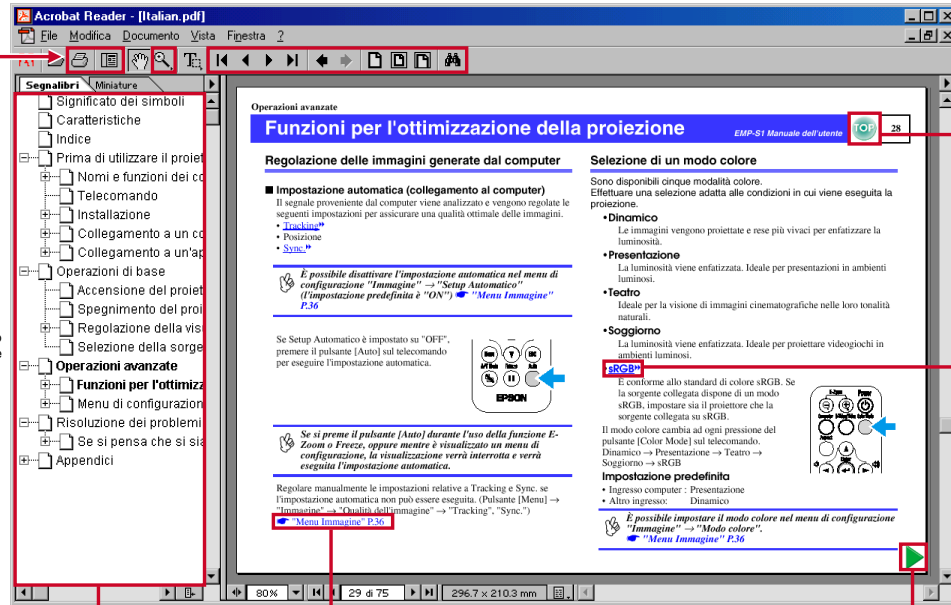 Acrobat Reader - [Italian.pdf]
File Modifica Documento Vista Finestra ?
Segnalibri Miniature
Significato dei simboli
Caratteristiche
Indice
Prima di utilizzare il proiet
Nomi e funzioni dei co
Telecomando
Installazione
Collegamento a un co
Collegamento a un'ap
Operazioni di base
Accensione del proiet
Spegnimento del proi
Regolazione della visu
Selezione della sorge
Operazioni avanzate
Funzioni per l'ottimizz
Menu di configurazion
Risoluzione dei problemi
Se si pensa che si sia
Appendici
Operazioni avanzate
Funzioni per l'ottimizzazione della proiezione
EMP-S1 Manuale dell'utente TOP 28
Regolazione delle immagini generate dal computer
■ Impostazione automatica (collegamento al computer)
Il segnale proveniente dal computer viene analizzato e vengono regolate le
seguenti impostazioni per assicurare una qualità ottimale delle immagini.
• Tracking
• Posizione
• Sync.
È possibile disattivare l'impostazione automatica nel menu di
configurazione "Immagine" → "Setup Automatico"
(l'impostazione predefinita è "ON") ☛ "Menu Immagine"
P.36
Se Setup Automatico è impostato su "OFF",
premere il pulsante [Auto] sul telecomando
per eseguire l'impostazione automatica.
EPSON
Se si preme il pulsante [Auto] durante l'uso della funzione E-
Zoom o Freeze, oppure mentre è visualizzato un menu di
configurazione, la visualizzazione verrà interrotta e verrà
eseguita l'impostazione automatica.
Regolare manualmente le impostazioni relative a Tracking e Sync. se
l'impostazione automatica non può essere eseguita. (Pulsante [Menu] →
"Immagine" → "Qualità dell'immagine" → "Tracking", "Sync.")
☛ "Menu Immagine" P.36
Selezione di un modo colore
Sono disponibili cinque modalità colore.
Effettuare una selezione adatta alle condizioni in cui viene eseguita la
proiezione.
•Dinamico
Le immagini vengono proiettate e rese più vivaci per enfatizzare la
luminosità.
•Presentazione
La luminosità viene enfatizzata. Ideale per presentazioni in ambienti
luminosi.
•Teatro
Ideale per la visione di immagini cinematografiche nelle loro tonalità
naturali.
•Soggiorno
La luminosità viene enfatizzata. Ideale per proiettare videogiochi in
ambienti luminosi.
•sRGB
È conforme allo standard di colore sRGB. Se
la sorgente collegata dispone di un modo
sRGB, impostare sia il proiettore che la
sorgente collegata su sRGB.
Il modo colore cambia ad ogni pressione del
pulsante [Color Mode] sul telecomando.
Dinamico → Presentazione → Teatro →
Soggiorno → sRGB
Impostazione predefinita
• Ingresso computer : Presentazione
• Altro ingresso: Dinamico
È possibile impostare il modo colore nel menu di configurazione
"Immagine" → "Modo colore".
☛ "Menu Immagine" P.36
80% 29 di 75 296.7 × 210.3 mm